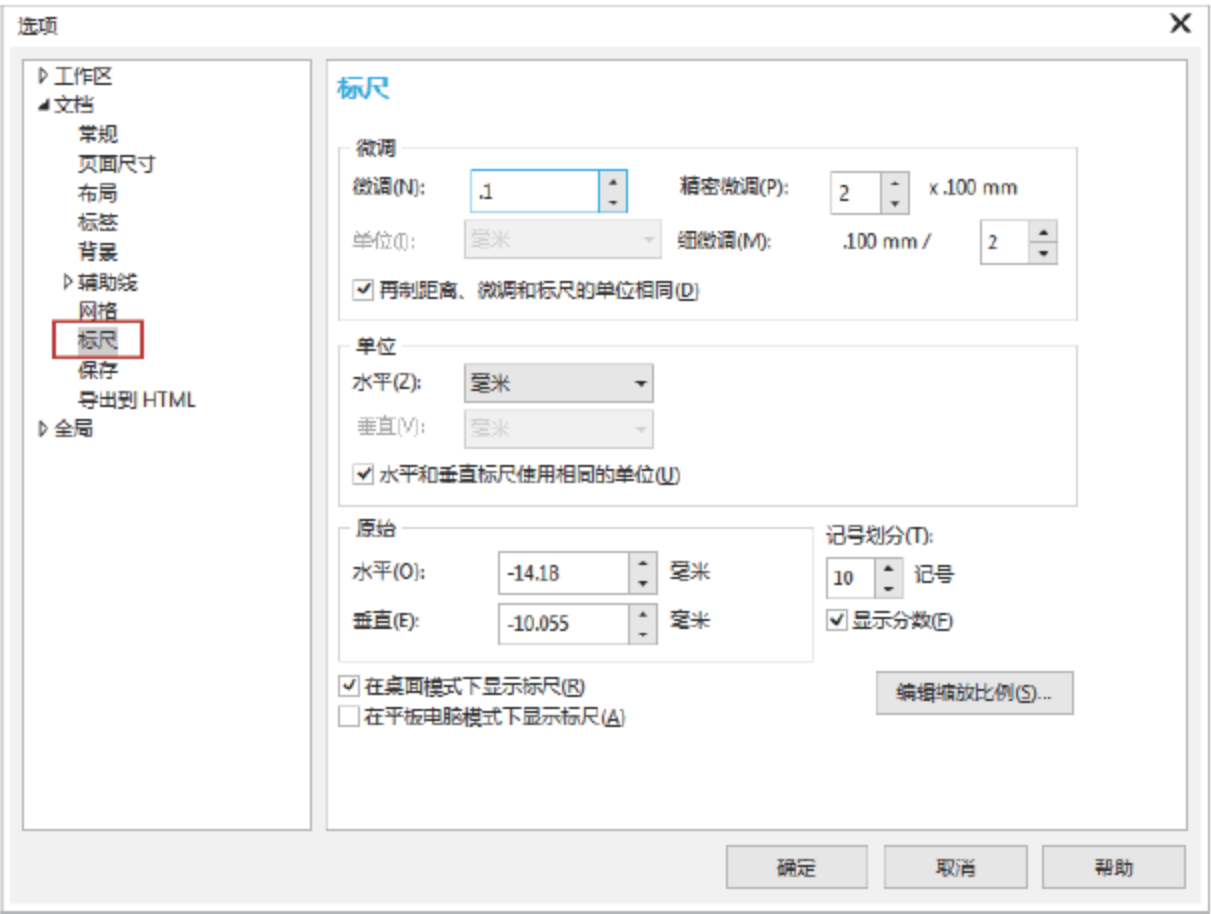 选项
工作区
文档
常规
页面尺寸
布局
标签
背景
辅助线
网格
标尺
保存
导出到 HTML
全局
标尺
微调
微调(N): .1 精密微调(P): 2 x .100 mm
单位(I): 毫米 细微调(M): .100 mm / 2
再制距离、微调和标尺的单位相同(D)
单位
水平(Z): 毫米
垂直(V): 毫米
水平和垂直标尺使用相同的单位(U)
原始
水平(O): -14.18 毫米
垂直(E): -10.055 毫米
记号划分(T):
10 记号
显示分数(F)
在桌面模式下显示标尺(R)
在平板电脑模式下显示标尺(A)
编辑缩放比例(S)...
确定 取消 帮助